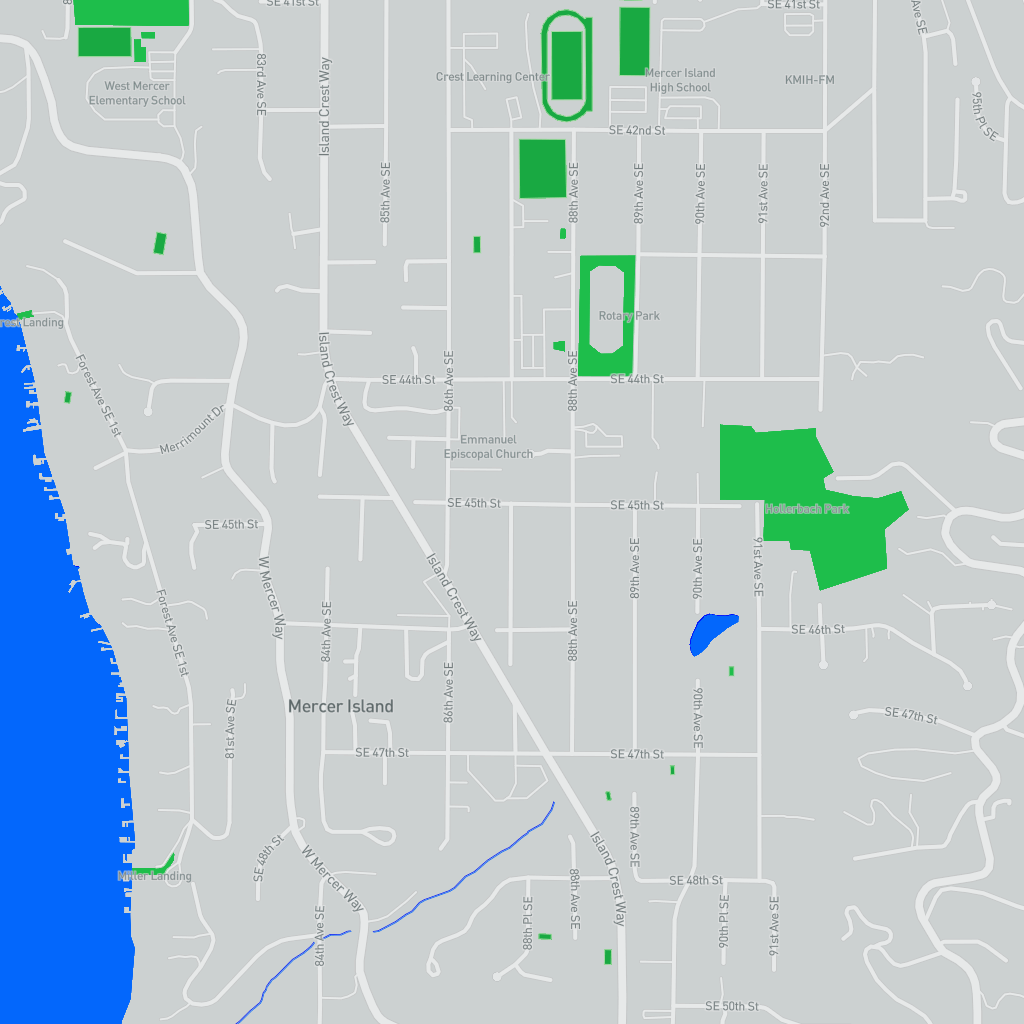 SE 41st St
SE 41st St
Ave SE
83rd Ave SE
Island Crest Way
Crest Learning Center
Mercer Island
High School
KMIH-FM
West Mercer
Elementary School
95th Pl SE
SE 42nd St
85th Ave SE
88th Ave SE
89th Ave SE
90th Ave SE
91st Ave SE
92nd Ave SE
rest Landing
Rotary Park
Island Crest Way
Forest Ave SE 1st
86th Ave SE
88th Ave SE
SE 44th St
SE 44th St
Merrimount Dr
Emmanuel
Episcopal Church
SE 45th St
SE 45th St
Hollerbach Park
SE 45th St
W Mercer Way
Island Crest Way
89th Ave SE
90th Ave SE
91st Ave SE
Forest Ave SE 1st
84th Ave SE
88th Ave SE
SE 46th St
86th Ave SE
81st Ave SE
Mercer Island
90th Ave SE
SE 47th St
SE 47th St
SE 47th St
SE 48th St
W Mercer Way
Island Crest Way
89th Ave SE
Miller Landing
SE 48th St
84th Ave SE
88th Pl SE
88th Ave SE
90th Pl SE
91st Ave SE
SE 50th St